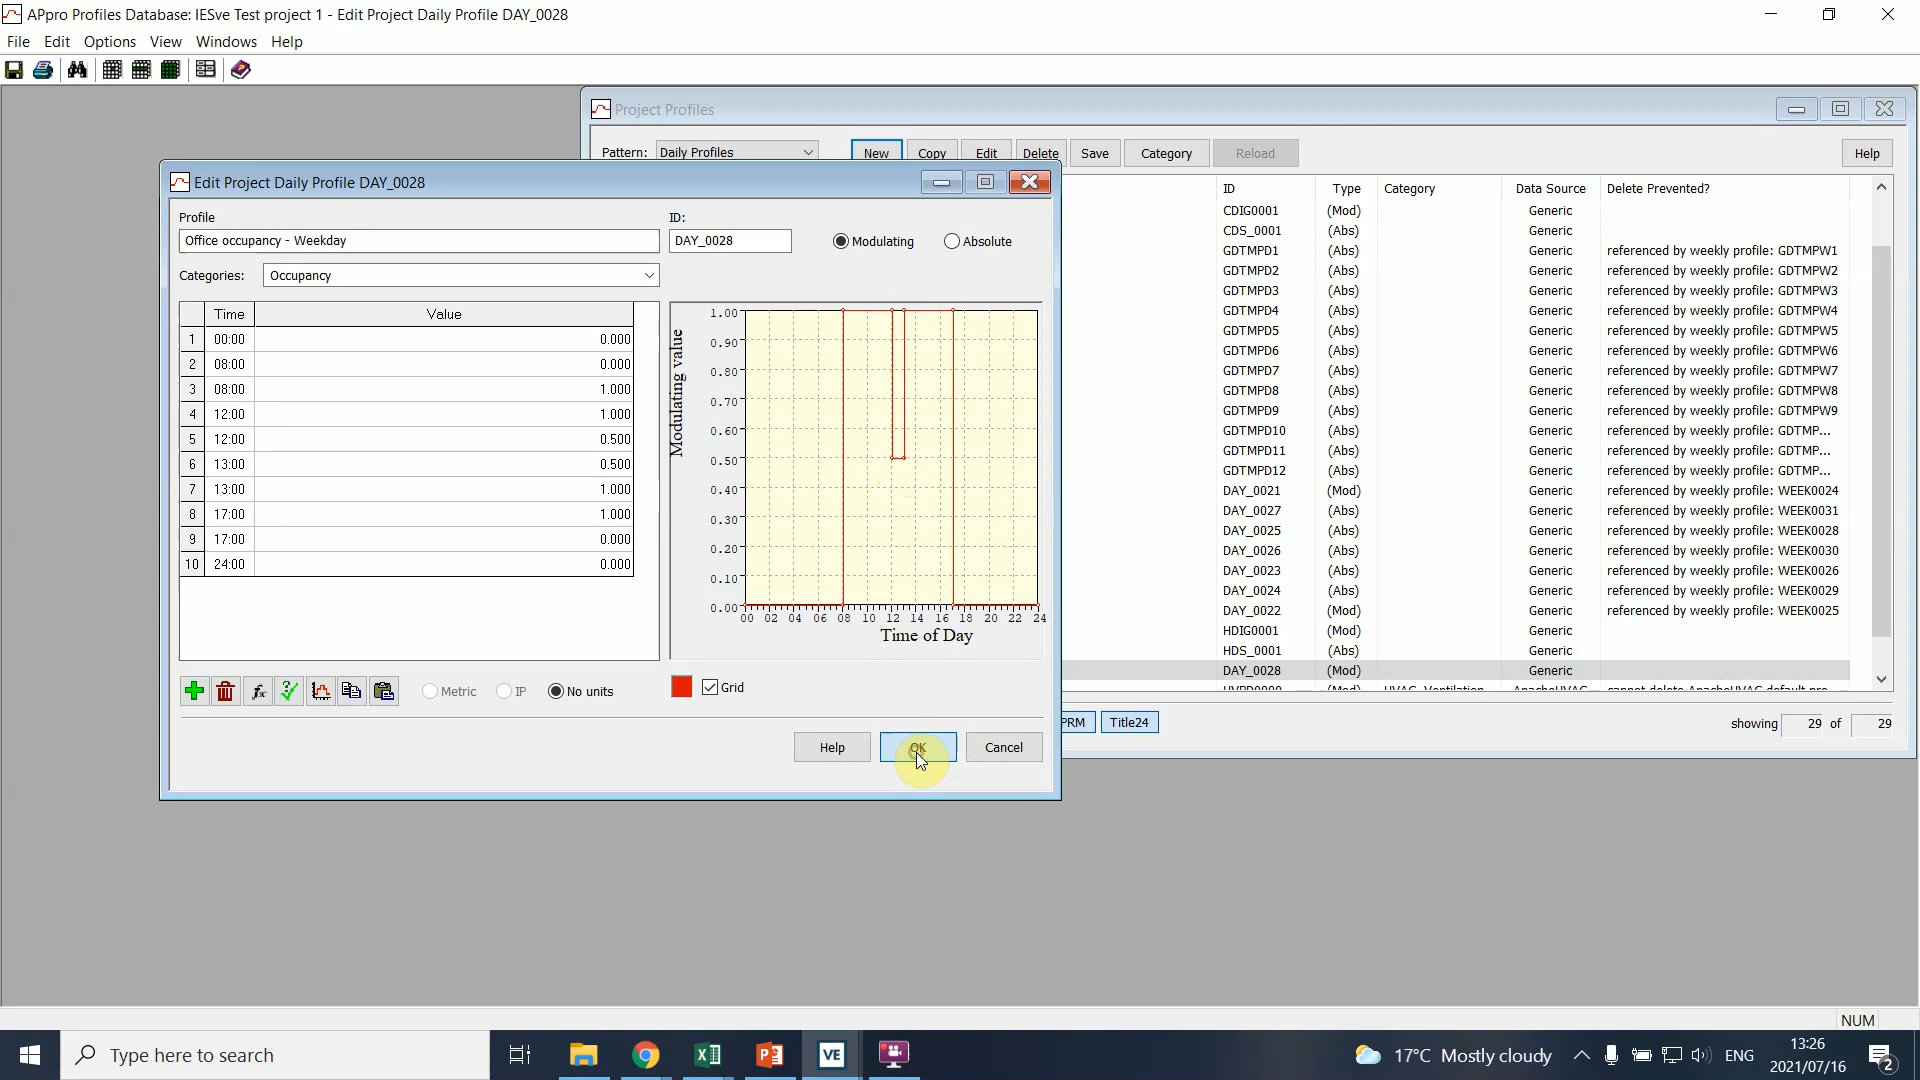 APpro Profiles Database: IESve Test project 1 - Edit Project Daily Profile DAY_0028
File Edit Options View Windows Help
Project Profiles
Pattern: Daily Profiles New Copy Edit Delete Save Category Reload Help
Edit Project Daily Profile DAY_0028
Profile ID:
Office occupancy - Weekday DAY_0028 Modulating Absolute
Categories: Occupancy
Time Value
1 00:00 0.000
2 08:00 0.000
3 08:00 1.000
4 12:00 1.000
5 12:00 0.500
6 13:00 0.500
7 13:00 1.000
8 17:00 1.000
9 17:00 0.000
10 24:00 0.000
Modulating value
1.00
0.90
0.80
0.70
0.60
0.50
0.40
0.30
0.20
0.10
0.00
00 02 04 06 08 10 12 14 16 18 20 22 24
Time of Day
Metric IP No units Grid
Help OK Cancel
ID Type Category Data Source Delete Prevented?
CDIG0001 (Mod) Generic
CDS_0001 (Abs) Generic
GDTMPD1 (Abs) Generic referenced by weekly profile: GDTMPW1
GDTMPD2 (Abs) Generic referenced by weekly profile: GDTMPW2
GDTMPD3 (Abs) Generic referenced by weekly profile: GDTMPW3
GDTMPD4 (Abs) Generic referenced by weekly profile: GDTMPW4
GDTMPD5 (Abs) Generic referenced by weekly profile: GDTMPW5
GDTMPD6 (Abs) Generic referenced by weekly profile: GDTMPW6
GDTMPD7 (Abs) Generic referenced by weekly profile: GDTMPW7
GDTMPD8 (Abs) Generic referenced by weekly profile: GDTMPW8
GDTMPD9 (Abs) Generic referenced by weekly profile: GDTMPW9
GDTMPD10 (Abs) Generic referenced by weekly profile: GDTMP...
GDTMPD11 (Abs) Generic referenced by weekly profile: GDTMP...
GDTMPD12 (Abs) Generic referenced by weekly profile: GDTMP...
DAY_0021 (Mod) Generic referenced by weekly profile: WEEK0024
DAY_0027 (Abs) Generic referenced by weekly profile: WEEK0031
DAY_0025 (Abs) Generic referenced by weekly profile: WEEK0028
DAY_0026 (Abs) Generic referenced by weekly profile: WEEK0030
DAY_0023 (Abs) Generic referenced by weekly profile: WEEK0026
DAY_0024 (Abs) Generic referenced by weekly profile: WEEK0029
DAY_0022 (Mod) Generic referenced by weekly profile: WEEK0025
HDIG0001 (Mod) Generic
HDS_0001 (Abs) Generic
DAY_0028 (Mod) Generic
PRM Title24 showing 29 of 29
NUM
Type here to search VE 17°C Mostly cloudy ENG 13:26
2021/07/16 2